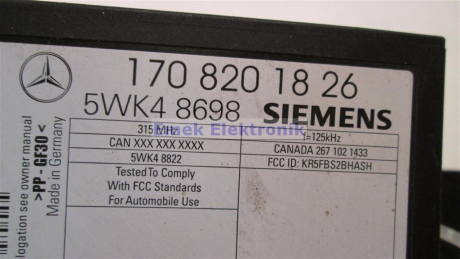 170 820 18 26
5WK4 8698 SIEMENS
315 MHz
f=125kHz
CAN XXX XXX XXXX
CANADA 267 102 1433
5WK4 8822
FCC ID: KR5FBS2BHASH
Tested To Comply
With FCC Standards
For Automobile Use
Emek Elektronik
alogation see owner manual
>PP - GF30<
Made in Germany